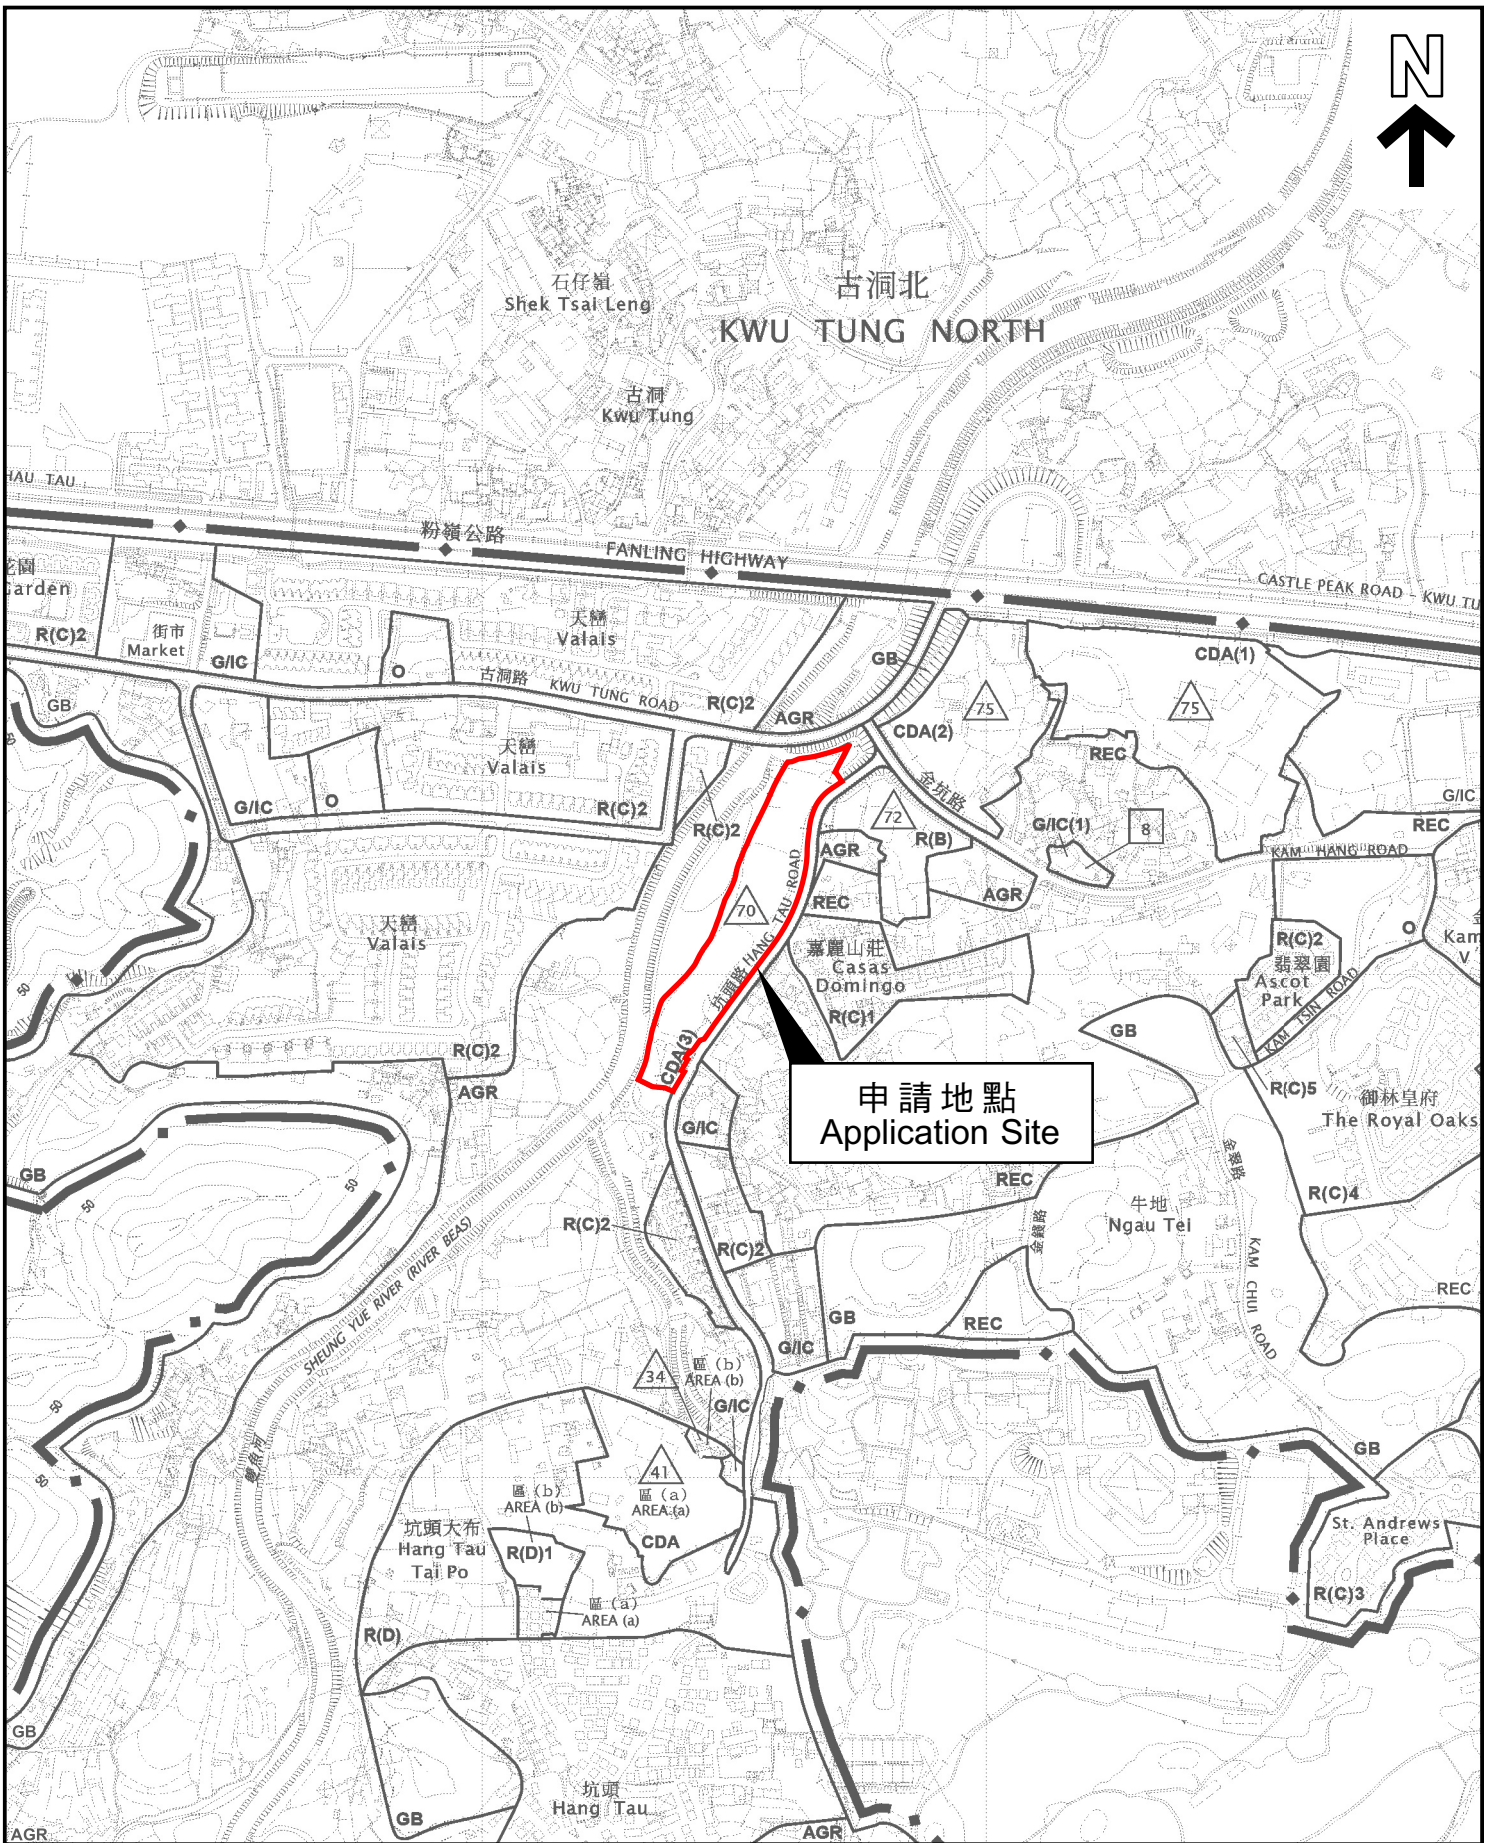 N
石仔嶺
Shek Tsai Leng
古洞北
KWU TUNG NORTH
古洞
Kwu Tung
HAU TAU
粉嶺公路
FANLING HIGHWAY
CASTLE PEAK ROAD - KWU TU
花園
Garden
R(C)2
街市
Market
G/IC
天巒
Valais
O
古洞路 KWU TUNG ROAD
R(C)2
AGR
GB
CDA(1)
75
75
GB
CDA(2)
REC
天巒
Valais
G/IC
O
R(C)2
R(C)2
金坑路
72
R(B)
G/IC(1)
8
G/IC
REC
AGR
KAM HANG ROAD
REC
AGR
70
坑頭路 HANG TAU ROAD
天巒
Valais
嘉麗山莊
Casas
Domingo
R(C)1
R(C)2
翡翠園
Ascot
Park
O
Kam
V
KAM TSIN ROAD
50
R(C)2
AGR
CDA(3)
GB
R(C)5
申請地點
Application Site
御林皇府
The Royal Oaks
G/IC
金翠路
GB
50
50
REC
R(C)4
牛地
Ngau Tei
R(C)2
R(C)2
金錢路
KAM CHUI ROAD
SHEUNG YUE RIVER (RIVER BEAS)
REC
GB
REC
G/IC
34
區 (b)
AREA (b)
G/IC
50
雙魚河
50
GB
41
區 (a)
AREA (a)
CDA
區 (b)
AREA (b)
坑頭大布
Hang Tau
Tai Po
R(D)1
St. Andrews
Place
R(C)3
區 (a)
AREA (a)
R(D)
GB
坑頭
Hang Tau
GB
AGR
AGR